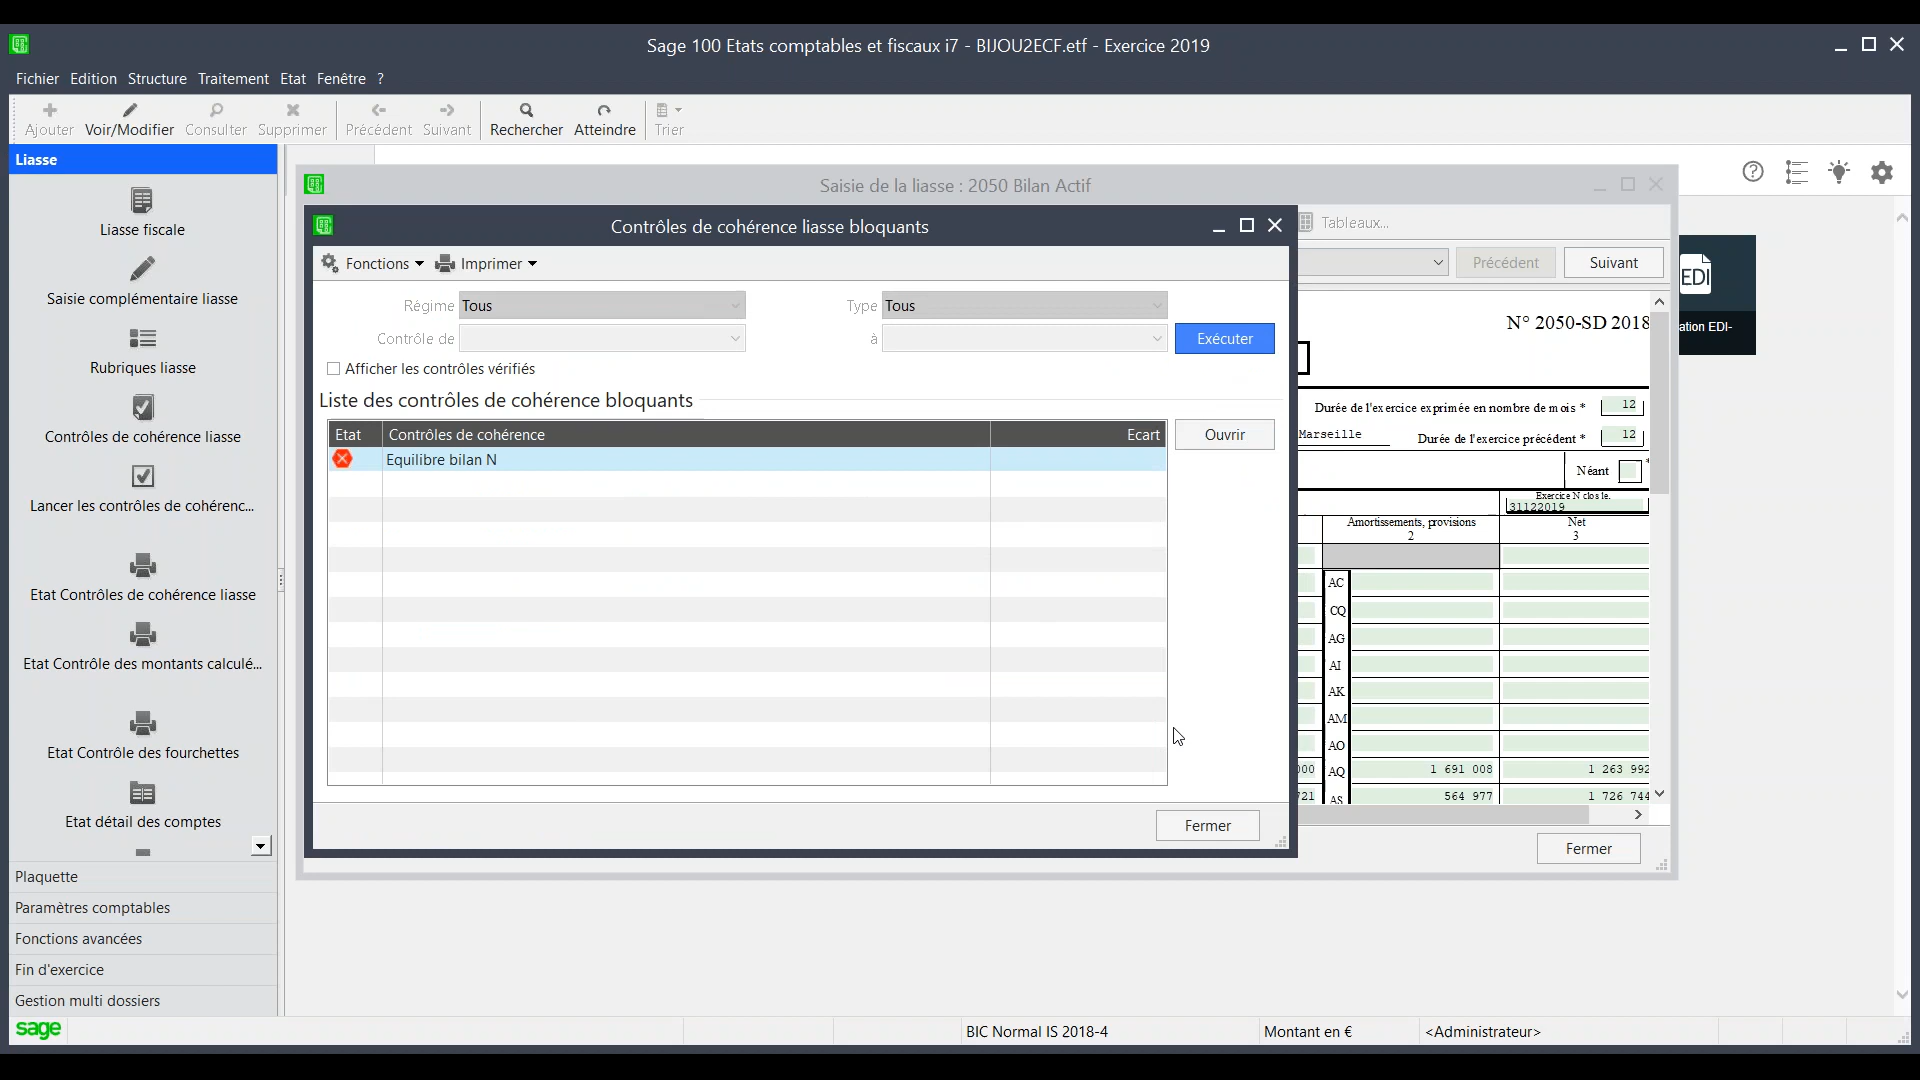 Sage 100 Etats comptables et fiscaux i7 - BIJOU2ECF.etf - Exercice 2019
Fichier Edition Structure Traitement Etat Fenêtre ?
Ajouter Voir/Modifier Consulter Supprimer Précédent Suivant Rechercher Atteindre Trier
Liasse
Liasse fiscale
Saisie complémentaire liasse
Rubriques liasse
Contrôles de cohérence liasse
Lancer les contrôles de cohérenc...
Etat Contrôles de cohérence liasse
Etat Contrôle des montants calculé...
Etat Contrôle des fourchettes
Etat détail des comptes
Plaquette
Paramètres comptables
Fonctions avancées
Fin d'exercice
Gestion multi dossiers
Saisie de la liasse : 2050 Bilan Actif
Tableaux...
Précédent Suivant
Contrôles de cohérence liasse bloquants
Fonctions Imprimer
Régime Tous Type Tous
Contrôle de à Exécuter
Afficher les contrôles vérifiés
Liste des contrôles de cohérence bloquants
Etat Contrôles de cohérence Ecart
Ouvrir
Equilibre bilan N
Fermer
N° 2050-SD 2018
Durée de l'exercice exprimée en nombre de mois * 12
Marseille Durée de l'exercice précédent * 12
Néant *
Exercice N clos le,
31122019
Amortissements, provisions Net
2 3
AC
CQ
AG
AI
AK
AM
AO
000 AQ 1 691 008 1 263 992
721 AS 564 977 1 726 744
Fermer
EDI
ation EDI-
sage
BIC Normal IS 2018-4 Montant en € <Administrateur>